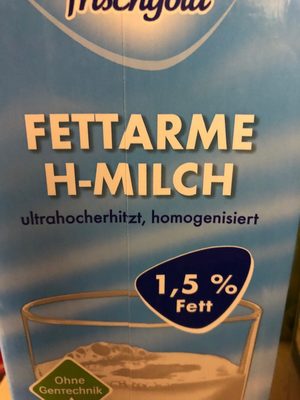 frischgold
FETTARME
H-MILCH
ultrahocherhitzt, homogenisiert
1,5 %
Fett
Ohne
Gentechnik